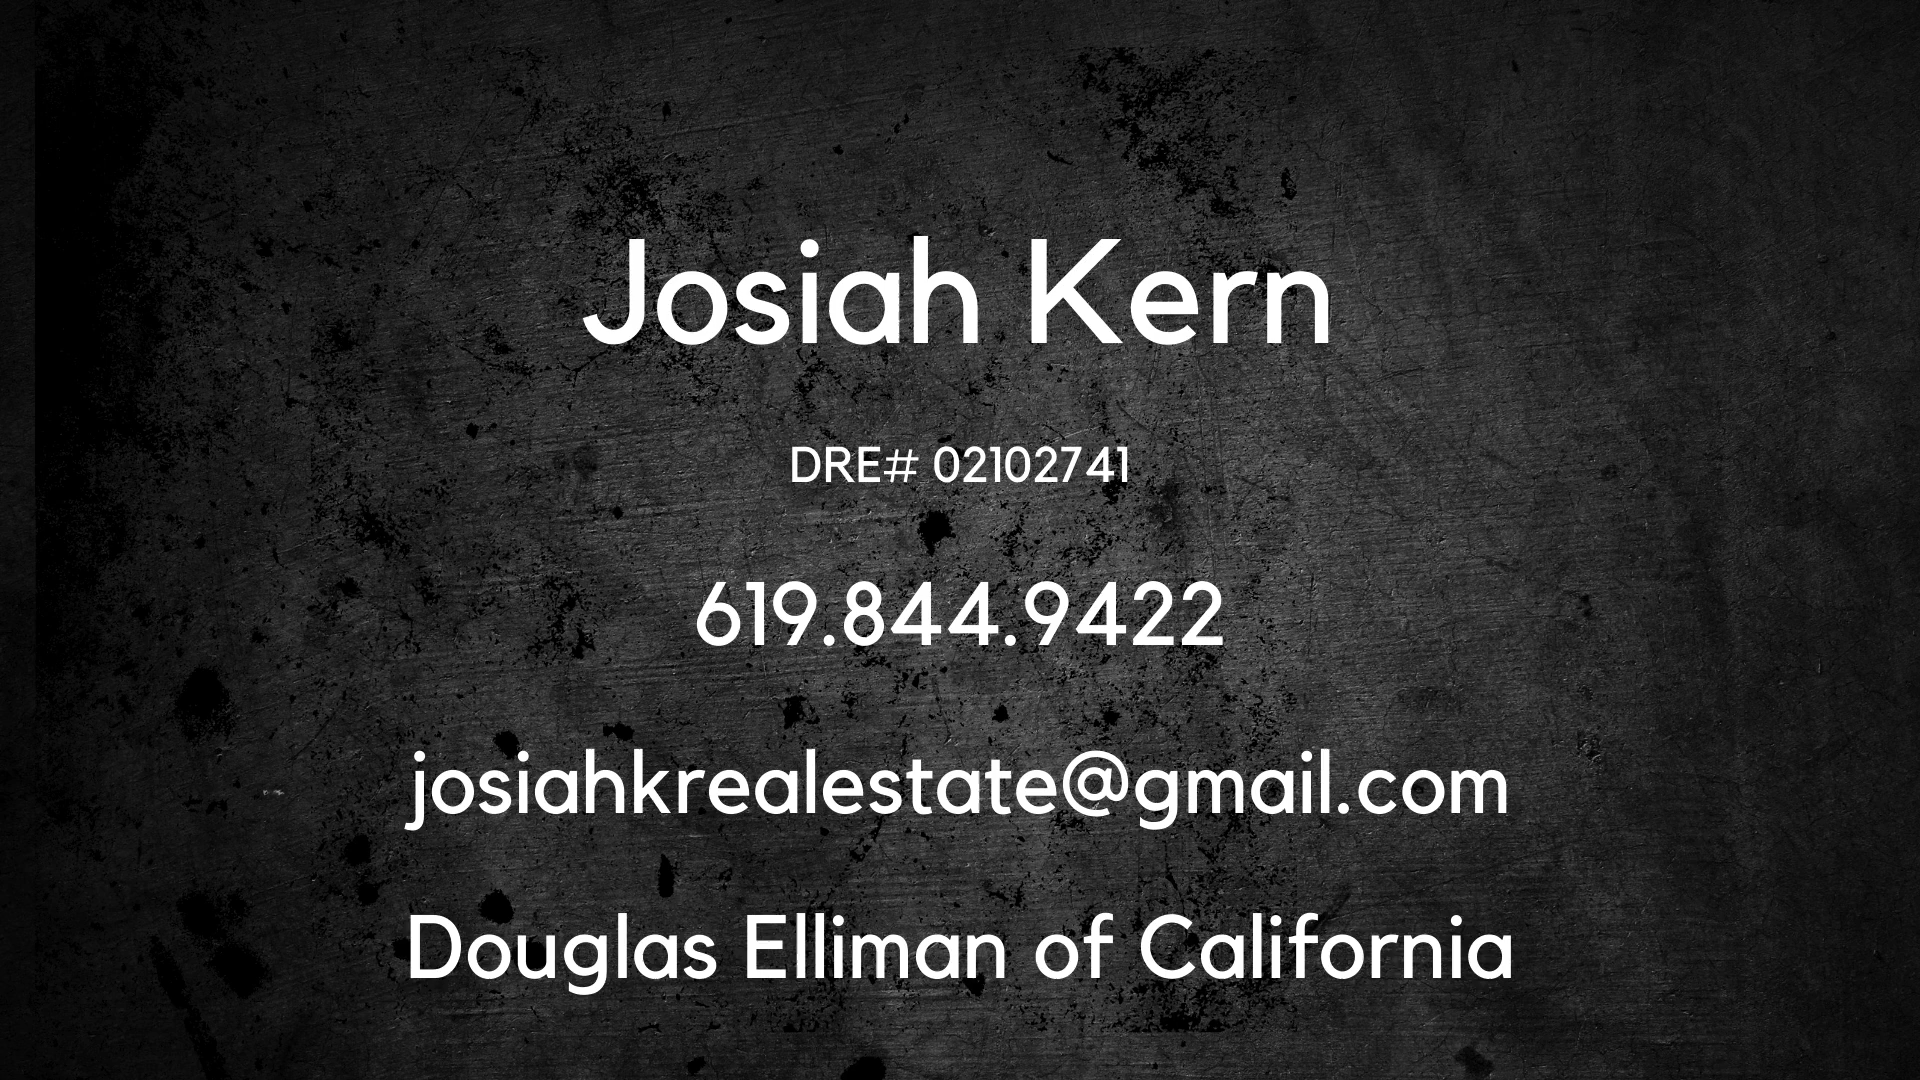 Josiah Kern
DRE# 02102741
619.844.9422
josiahkrealestate@gmail.com
Douglas Elliman of California